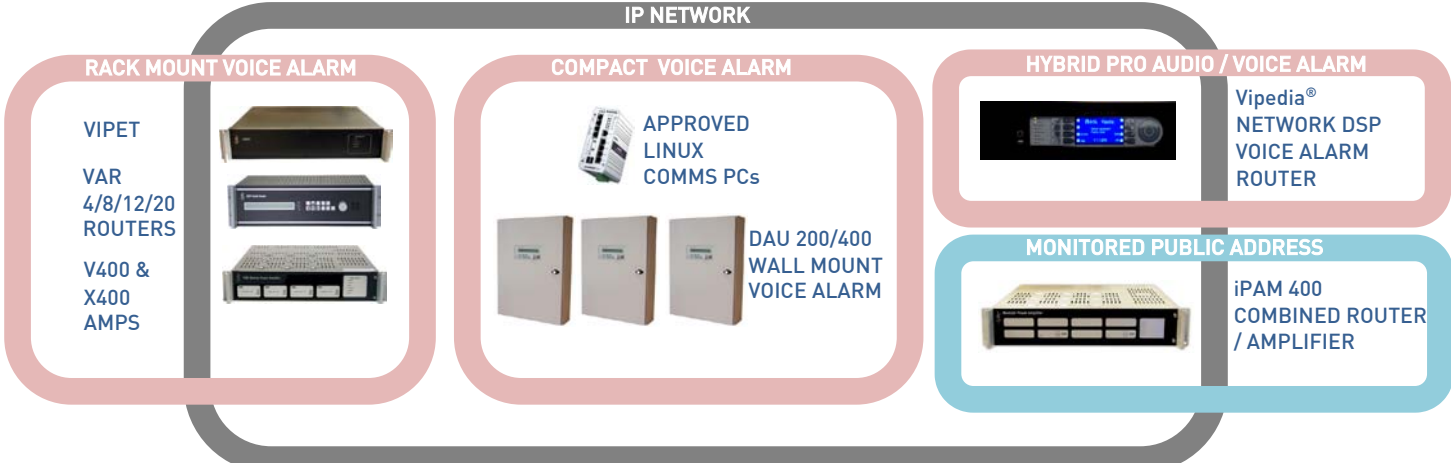 IP NETWORK
RACK MOUNT VOICE ALARM
VIPET
VAR
4/8/12/20
ROUTERS
V400 &
X400
AMPS
COMPACT VOICE ALARM
APPROVED
LINUX
COMMS PCs
DAU 200/400
WALL MOUNT
VOICE ALARM
HYBRID PRO AUDIO / VOICE ALARM
Vipedia®
NETWORK DSP
VOICE ALARM
ROUTER
MONITORED PUBLIC ADDRESS
iPAM 400
COMBINED ROUTER
/ AMPLIFIER